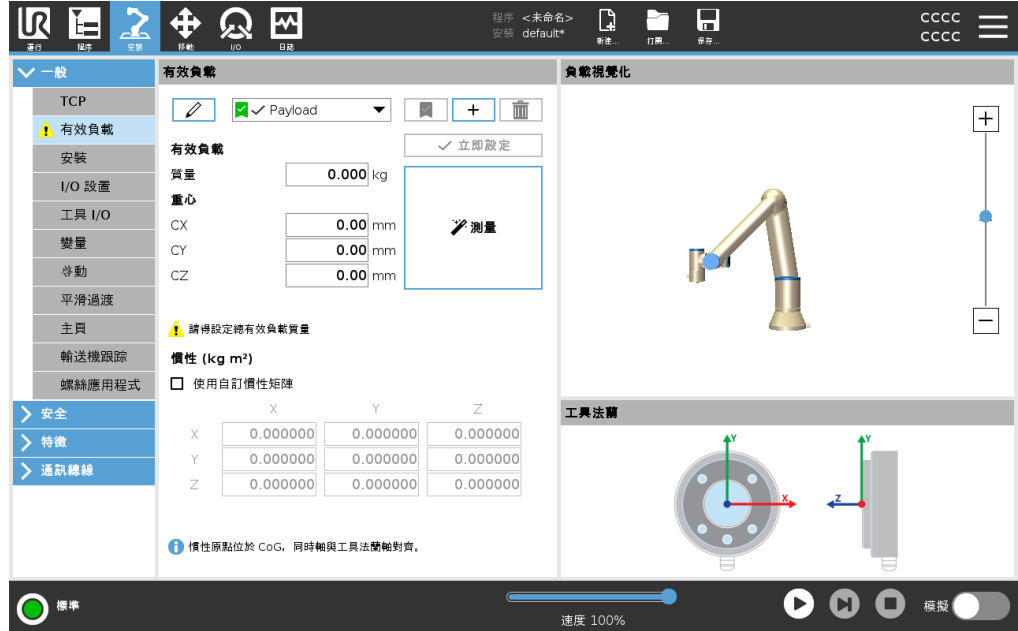 運行
程序
安裝
移動
I/O
日誌
程序 <未命名>
安裝 default*
新建...
打開...
保存...
CCCC
CCCC
一般
TCP
有效負載
安裝
I/O 設置
工具 I/O
變量
啓動
平滑過渡
主頁
輸送機跟踪
螺絲應用程式
安全
特徵
通訊總線
有效負載
Payload
有效負載
立即設定
質量 0.000 kg
重心
CX 0.00 mm
CY 0.00 mm
CZ 0.00 mm
測量
請得設定總有效負載質量
慣性 (kg m²)
使用自訂慣性矩陣
X Y Z
X 0.000000 0.000000 0.000000
Y 0.000000 0.000000 0.000000
Z 0.000000 0.000000 0.000000
慣性原點位於 CoG, 同時軸與工具法蘭軸對齊。
負載視覺化
工具法蘭
Y
X
Y
Z
標準
速度 100%
模擬